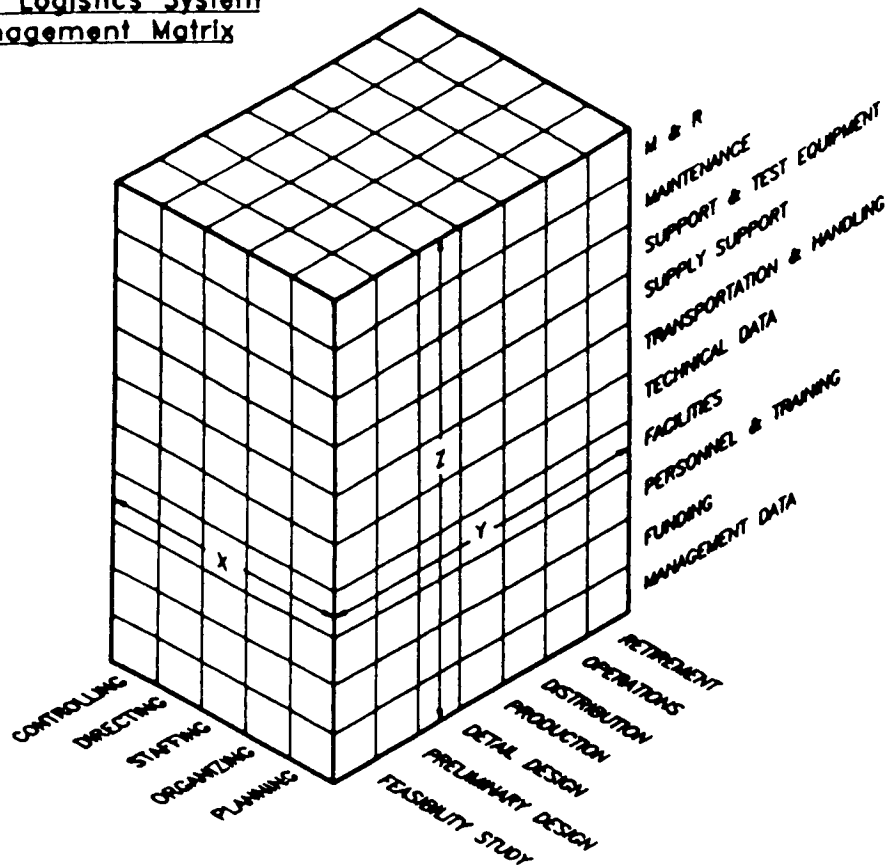 Logistics System
nagement Matrix
M & R
MAINTENANCE
SUPPORT & TEST EQUIPMENT
SUPPLY SUPPORT
TRANSPORTATION & HANDLING
TECHNICAL DATA
FACILITIES
PERSONNEL & TRAINING
FUNDING
MANAGEMENT DATA
Z
Y
X
CONTROLLING
DIRECTING
STAFFING
ORGANIZING
PLANNING
RETIREMENT
OPERATIONS
DISTRIBUTION
PRODUCTION
DETAIL DESIGN
PRELIMINARY DESIGN
FEASIBILITY STUDY